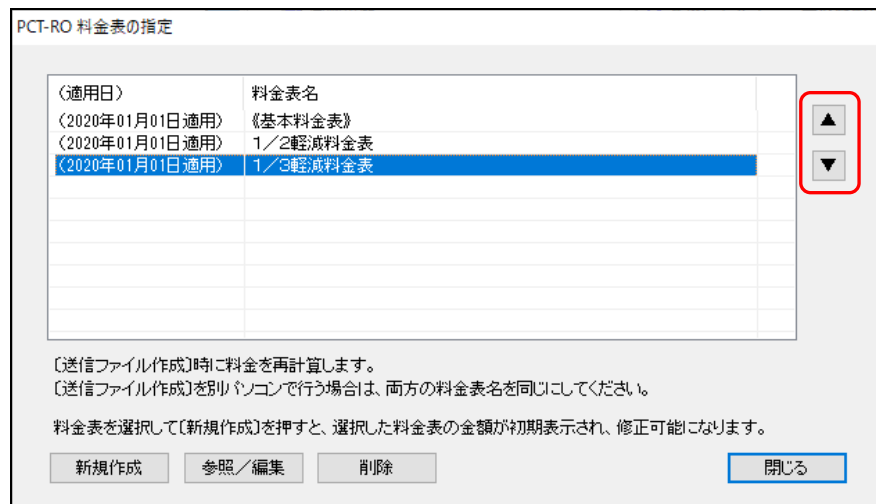 PCT-RO 料金表の指定
（適用日） 料金表名
（2020年01月01日適用） 《基本料金表》
（2020年01月01日適用） １／２軽減料金表
（2020年01月01日適用） １／３軽減料金表
▲
▼
〔送信ファイル作成〕時に料金を再計算します。
〔送信ファイル作成〕を別パソコンで行う場合は、両方の料金表名を同じにしてください。
料金表を選択して〔新規作成〕を押すと、選択した料金表の金額が初期表示され、修正可能になります。
新規作成 参照／編集 削除 閉じる